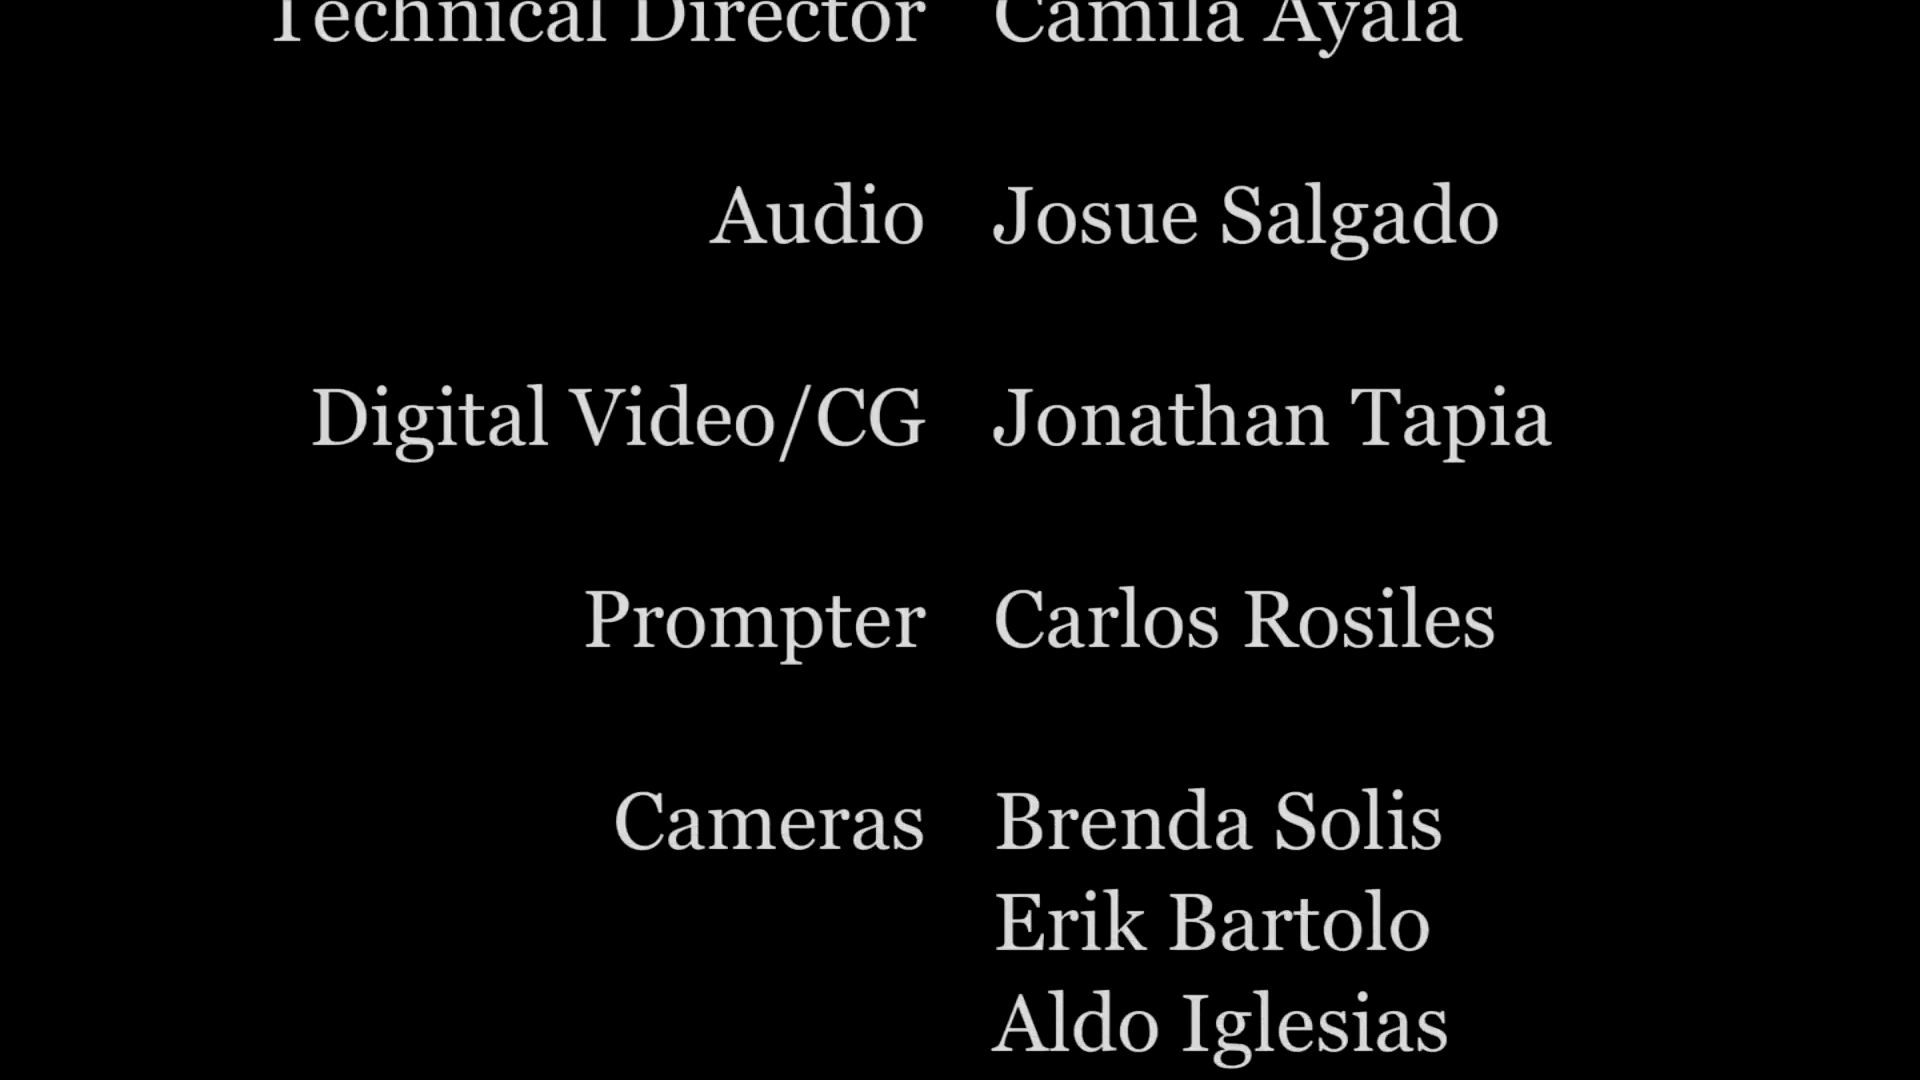 Technical Director Camila Ayala
Audio Josue Salgado
Digital Video/CG Jonathan Tapia
Prompter Carlos Rosiles
Cameras Brenda Solis
Erik Bartolo
Aldo Iglesias